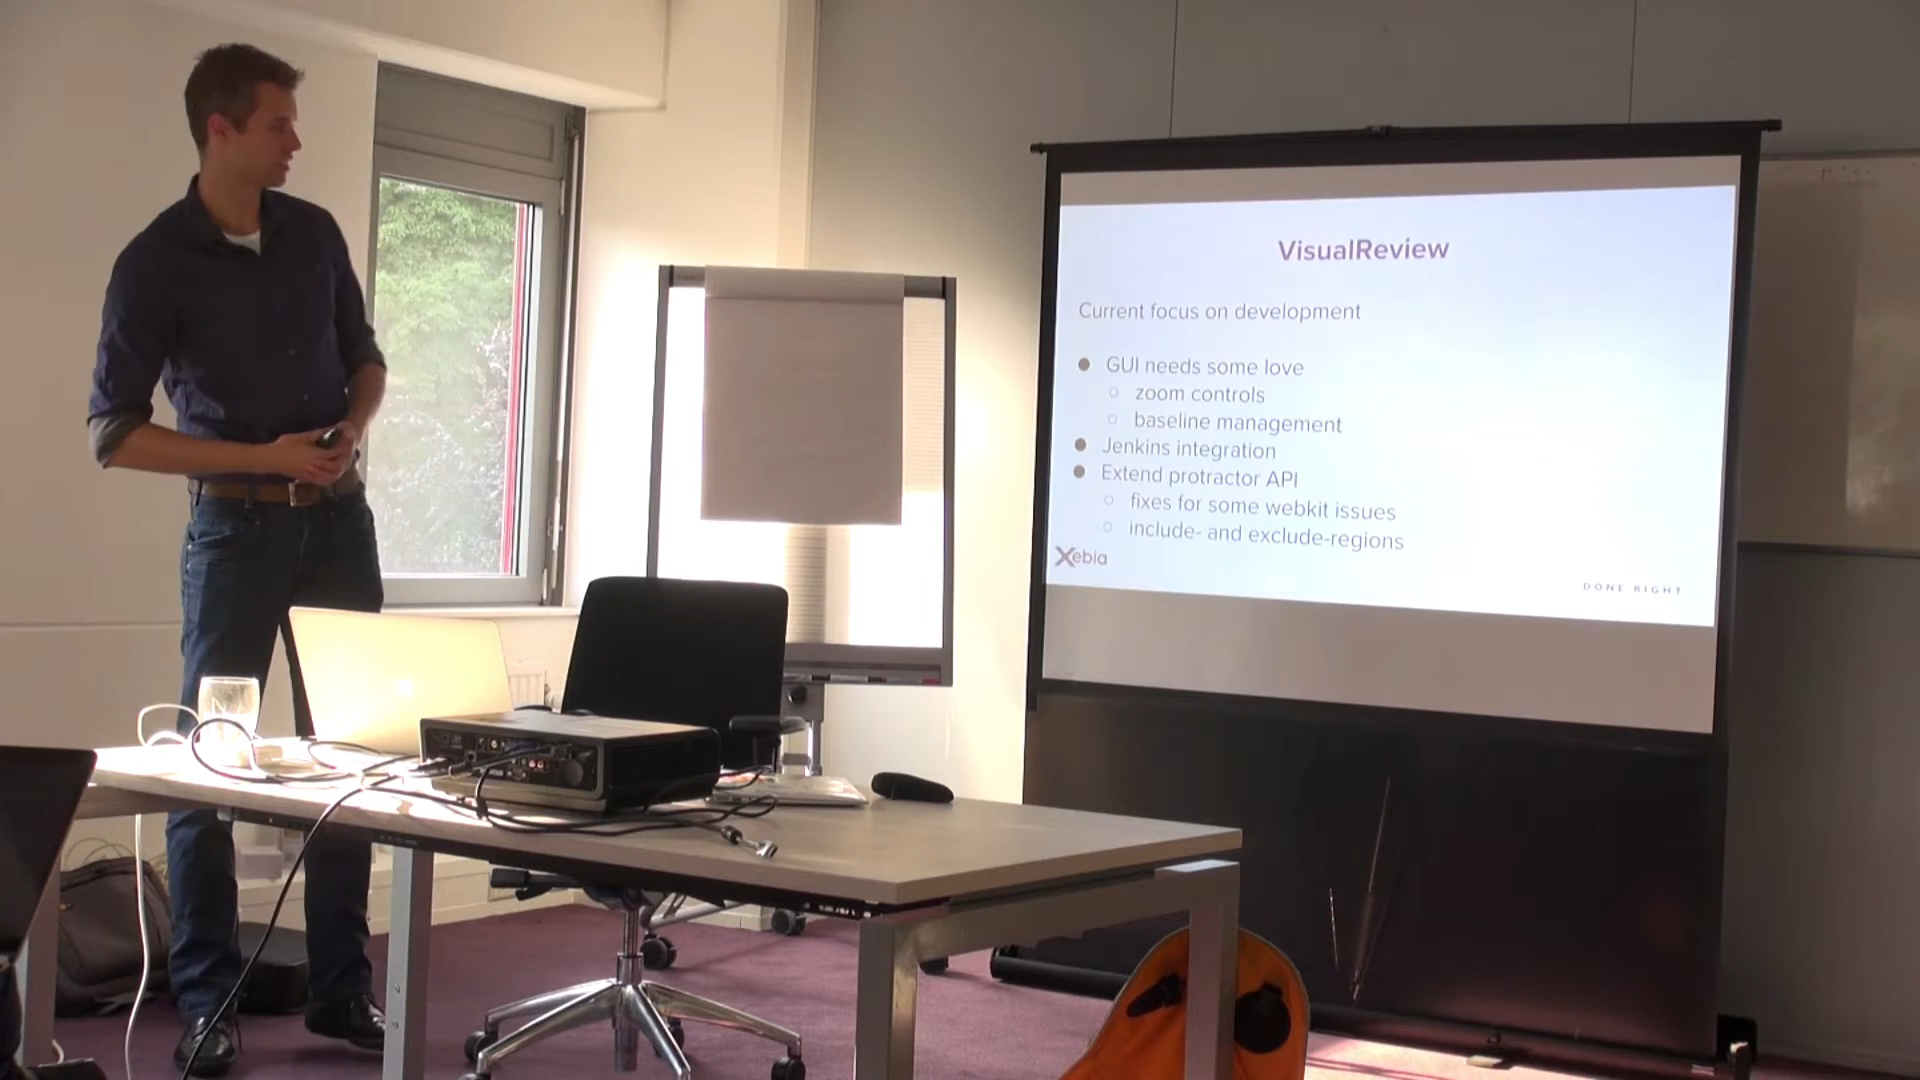 VisualReview
Current focus on development
GUI needs some love
zoom controls
baseline management
Jenkins integration
Extend protractor API
fixes for some webkit issues
include- and exclude-regions
Xebia
DONE RIGHT